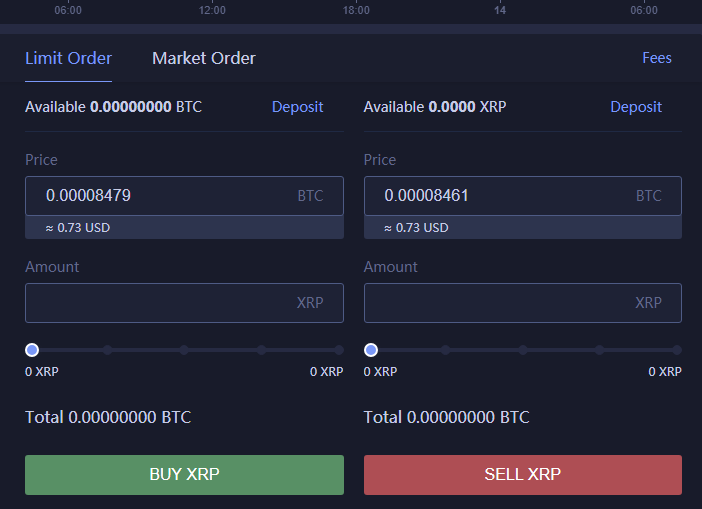 06:00 12:00 18:00 14 06:00
Limit Order Market Order Fees
Available 0.00000000 BTC Deposit Available 0.0000 XRP Deposit
Price Price
0.00008479 BTC 0.00008461 BTC
≈ 0.73 USD ≈ 0.73 USD
Amount Amount
XRP XRP
0 XRP 0 XRP 0 XRP 0 XRP
Total 0.00000000 BTC Total 0.00000000 BTC
BUY XRP SELL XRP